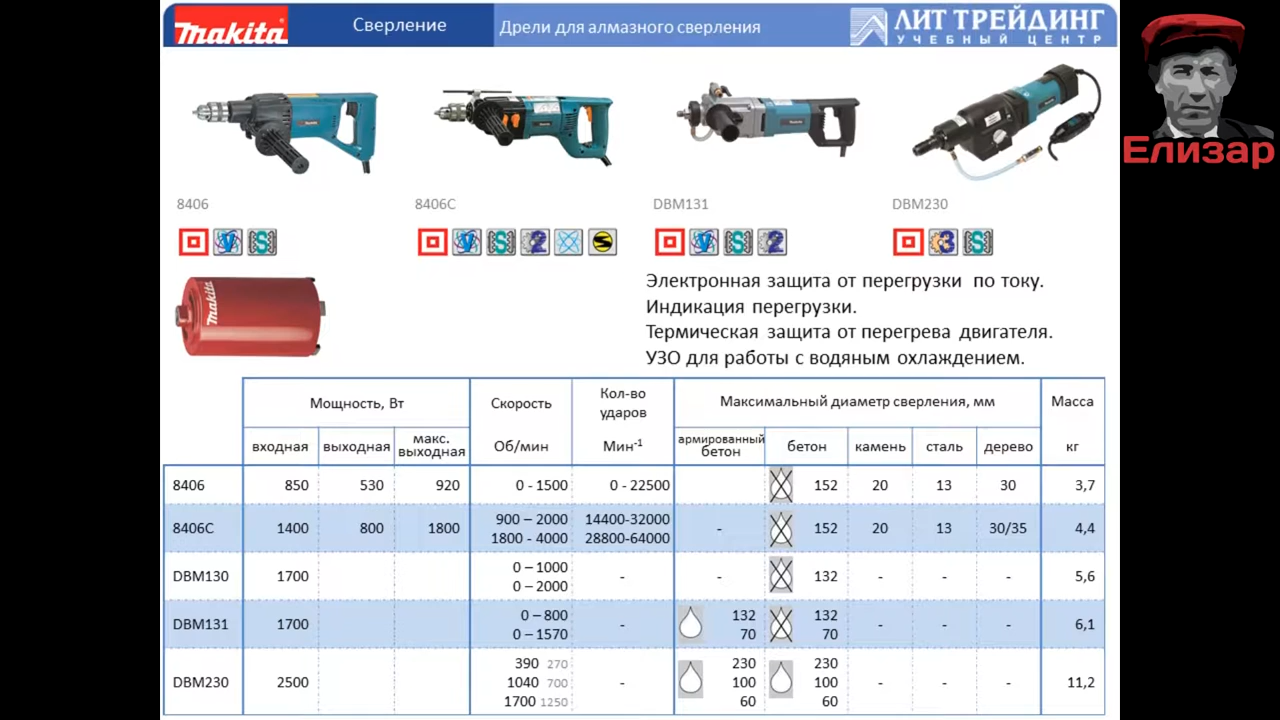 Makita
Сверление
Дрели для алмазного сверления
ЛИТ ТРЕЙДИНГ
УЧЕБНЫЙ ЦЕНТР
Елизар
8406
8406C
DBM131
DBM230
V S
V S 2 S
V S 2
3 S
Makita
Электронная защита от перегрузки по току.
Индикация перегрузки.
Термическая защита от перегрева двигателя.
УЗО для работы с водяным охлаждением.
Мощность, Вт Скорость Кол-во ударов Максимальный диаметр сверления, мм Масса
входная выходная макс. выходная Об/мин Мин-1 армированный бетон бетон камень сталь дерево кг
8406 850 530 920 0 - 1500 0 - 22500 152 20 13 30 3,7
8406C 1400 800 1800 900 – 2000 14400-32000 - 152 20 13 30/35 4,4
1800 - 4000 28800-64000
DBM130 1700 0 – 1000 - - 132 - - - 5,6
0 – 2000
DBM131 1700 0 – 800 - 132 132 - - - 6,1
0 – 1570 70 70
DBM230 2500 390 270 - 230 230 - - - 11,2
1040 700 100 100
1700 1250 60 60